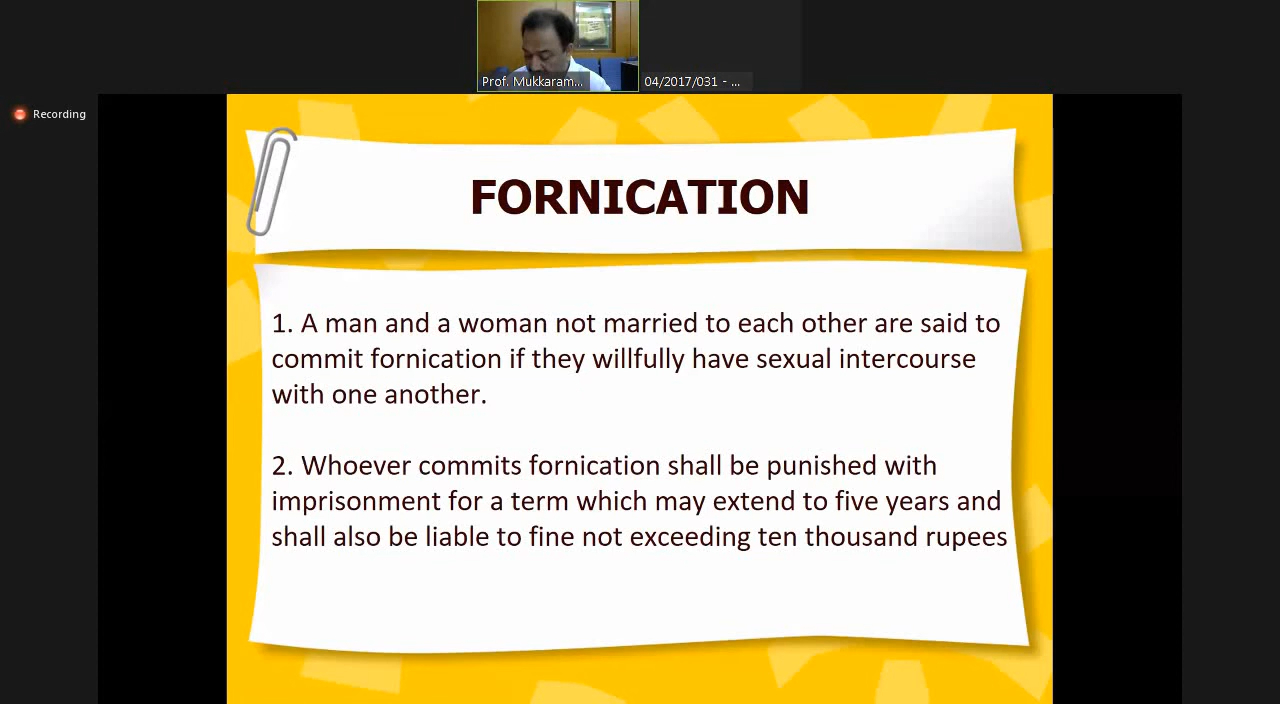 Prof. Mukkaram...
04/2017/031 - ...
Recording
FORNICATION
1. A man and a woman not married to each other are said to
commit fornication if they willfully have sexual intercourse
with one another.
2. Whoever commits fornication shall be punished with
imprisonment for a term which may extend to five years and
shall also be liable to fine not exceeding ten thousand rupees